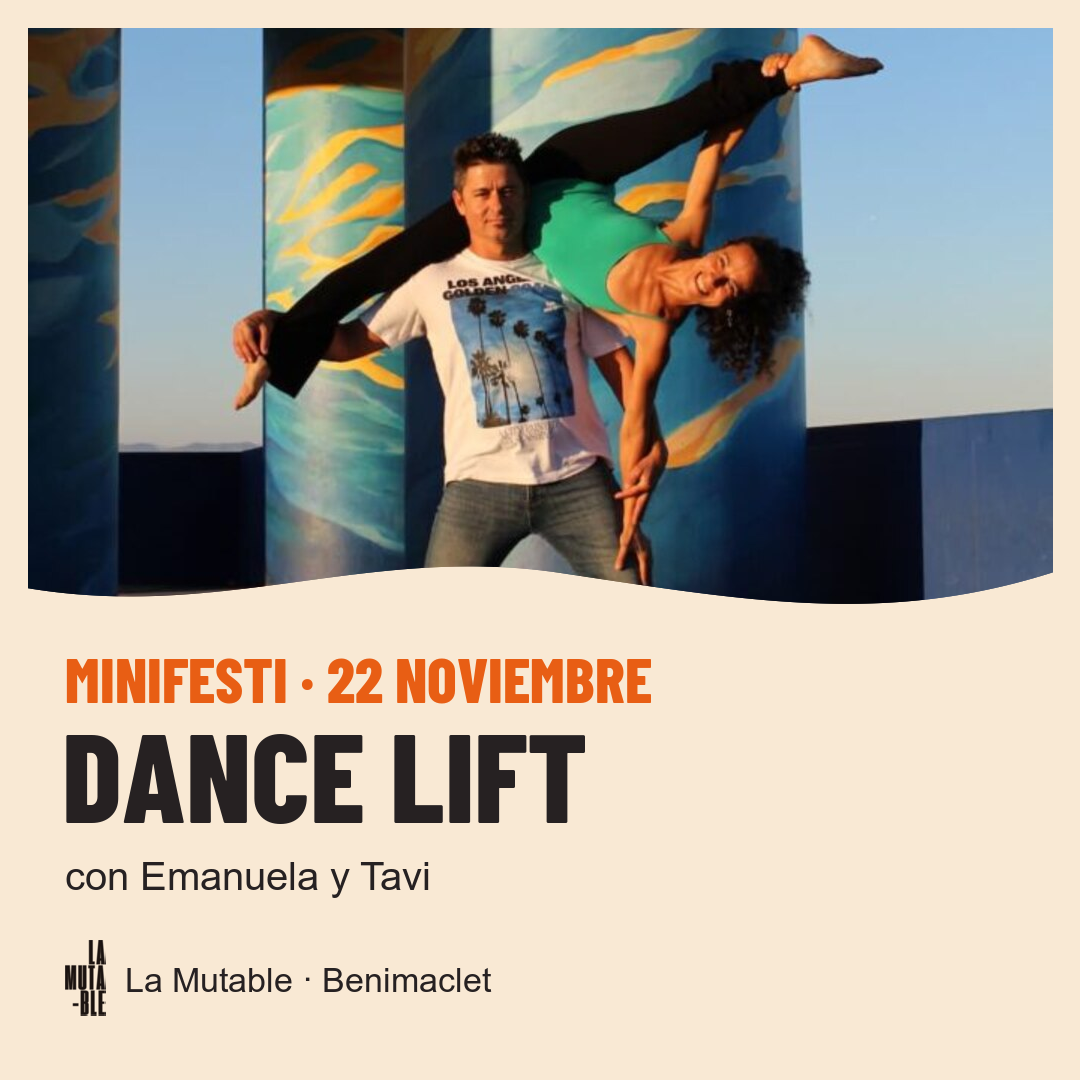 LOS ANGE
GOLDEN
MINIFESTI · 22 NOVIEMBRE
DANCE LIFT
con Emanuela y Tavi
LA
MUTA
-BLE
La Mutable · Benimaclet